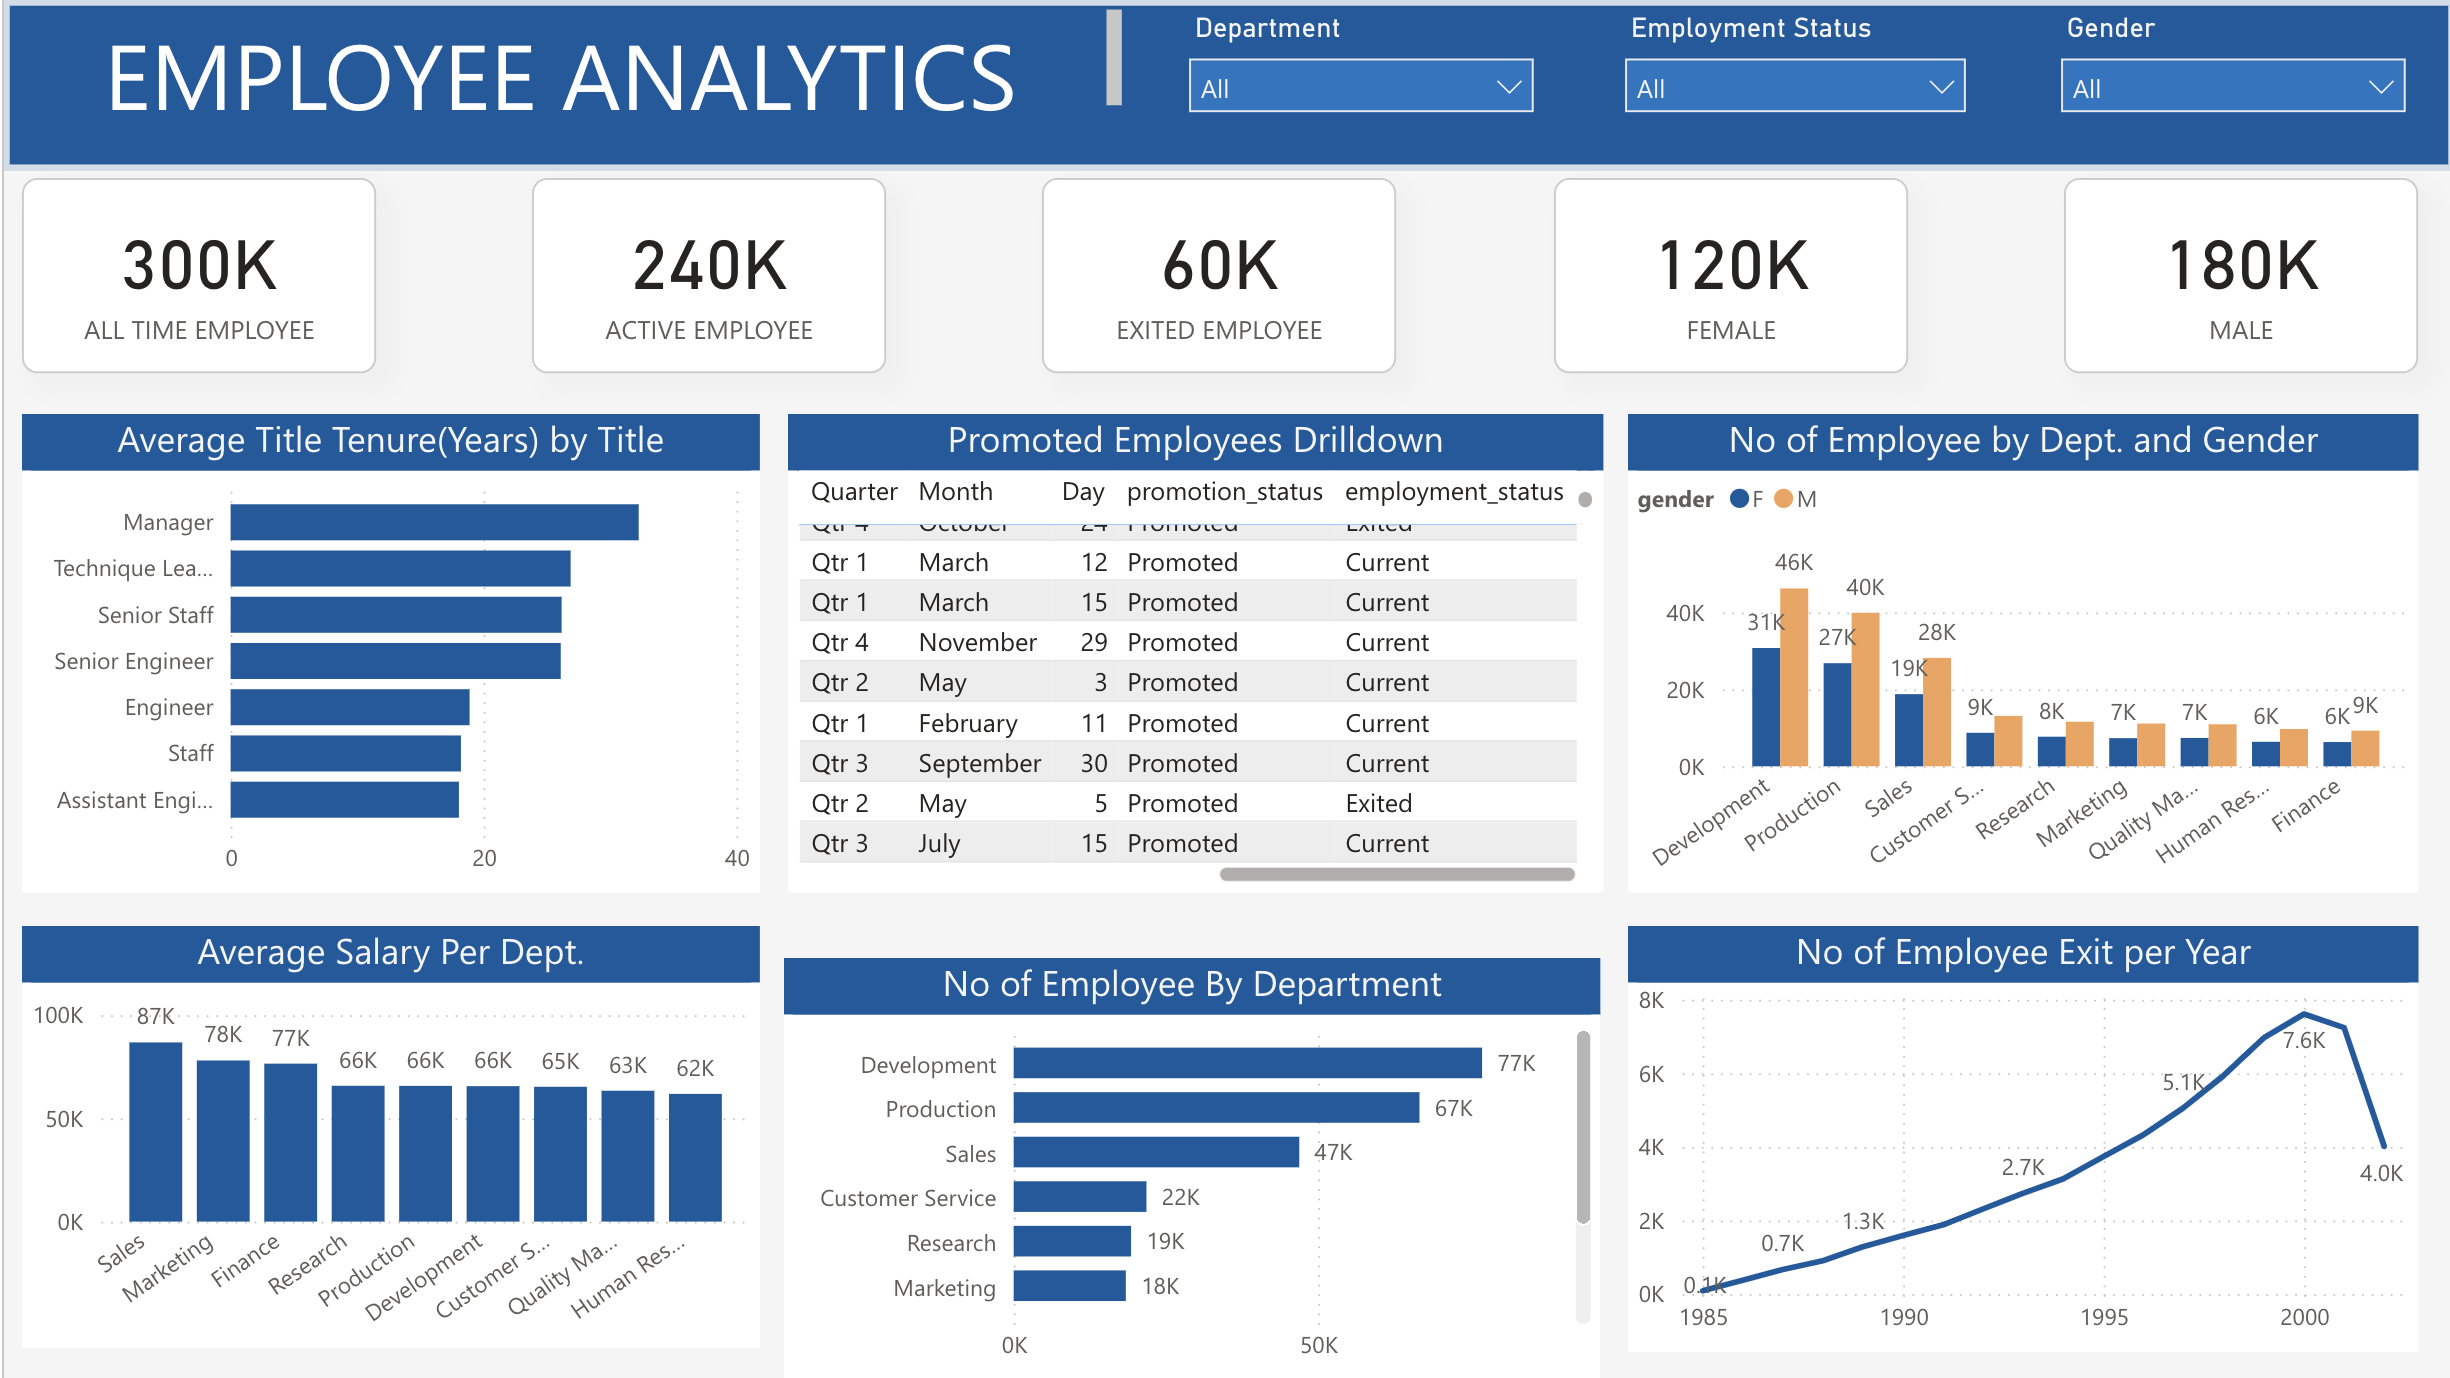 EMPLOYEE ANALYTICS
Department Employment Status Gender
All All All
300K
ALL TIME EMPLOYEE
240K
ACTIVE EMPLOYEE
60K
EXITED EMPLOYEE
120K
FEMALE
180K
MALE
Average Title Tenure(Years) by Title
Manager
Technique Lea...
Senior Staff
Senior Engineer
Engineer
Staff
Assistant Engi...
0 20 40
Promoted Employees Drilldown
Quarter Month Day promotion_status employment_status
Qtr 4 October 24 Promoted Exited
Qtr 1 March 12 Promoted Current
Qtr 1 March 15 Promoted Current
Qtr 4 November 29 Promoted Current
Qtr 2 May 3 Promoted Current
Qtr 1 February 11 Promoted Current
Qtr 3 September 30 Promoted Current
Qtr 2 May 5 Promoted Exited
Qtr 3 July 15 Promoted Current
No of Employee by Dept. and Gender
gender F M
40K
20K
0K
31K 46K 27K 40K 19K 28K 9K 8K 7K 7K 6K 6K 9K
Development Production Sales Customer S... Research Marketing Quality Ma... Human Res... Finance
Average Salary Per Dept.
100K
50K
0K
87K 78K 77K 66K 66K 66K 65K 63K 62K
Sales Marketing Finance Research Production Development Customer S... Quality Ma... Human Res...
No of Employee By Department
Development 77K
Production 67K
Sales 47K
Customer Service 22K
Research 19K
Marketing 18K
0K 50K
No of Employee Exit per Year
8K
6K
4K
2K
0K
0.1K 0.7K 1.3K 2.7K 5.1K 7.6K 4.0K
1985 1990 1995 2000